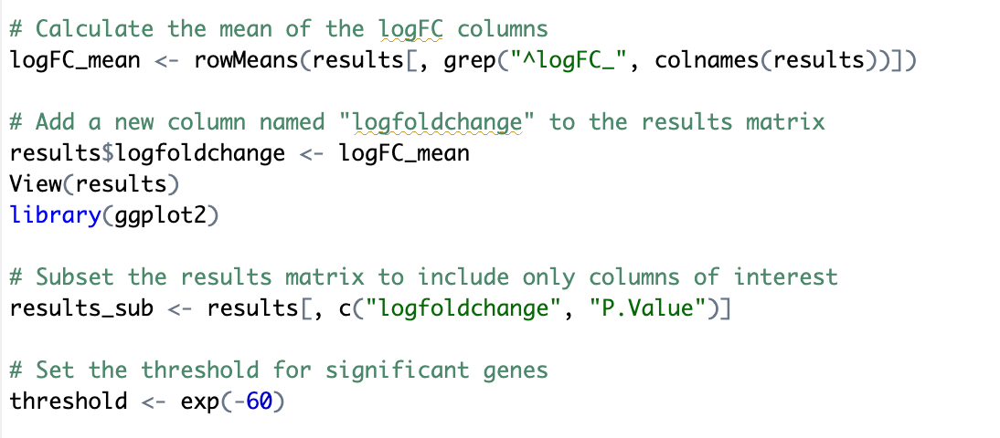 # Calculate the mean of the logFC columns
logFC_mean <- rowMeans(results[, grep("^logFC_", colnames(results))])
# Add a new column named "logfoldchange" to the results matrix
results$logfoldchange <- logFC_mean
View(results)
library(ggplot2)
# Subset the results matrix to include only columns of interest
results_sub <- results[, c("logfoldchange", "P.Value")]
# Set the threshold for significant genes
threshold <- exp(-60)